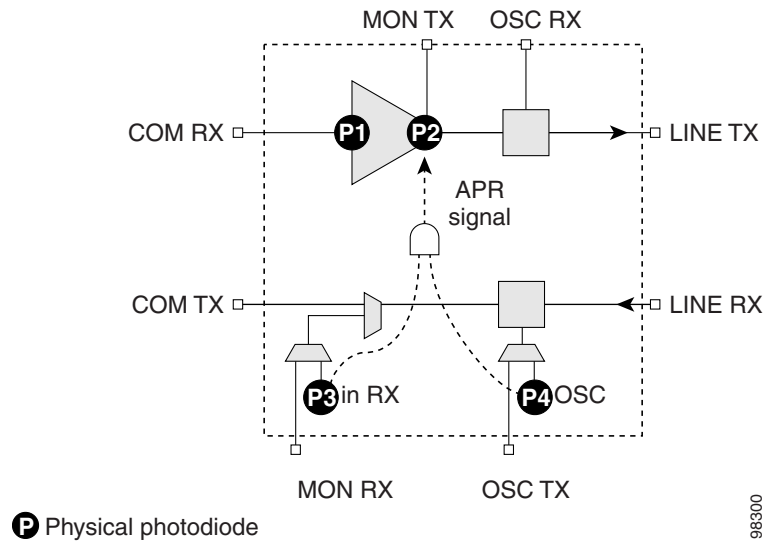 MON TX OSC RX
COM RX P1 P2 LINE TX
APR
signal
COM TX LINE RX
P3 in RX P4 OSC
MON RX OSC TX
P Physical photodiode
98300